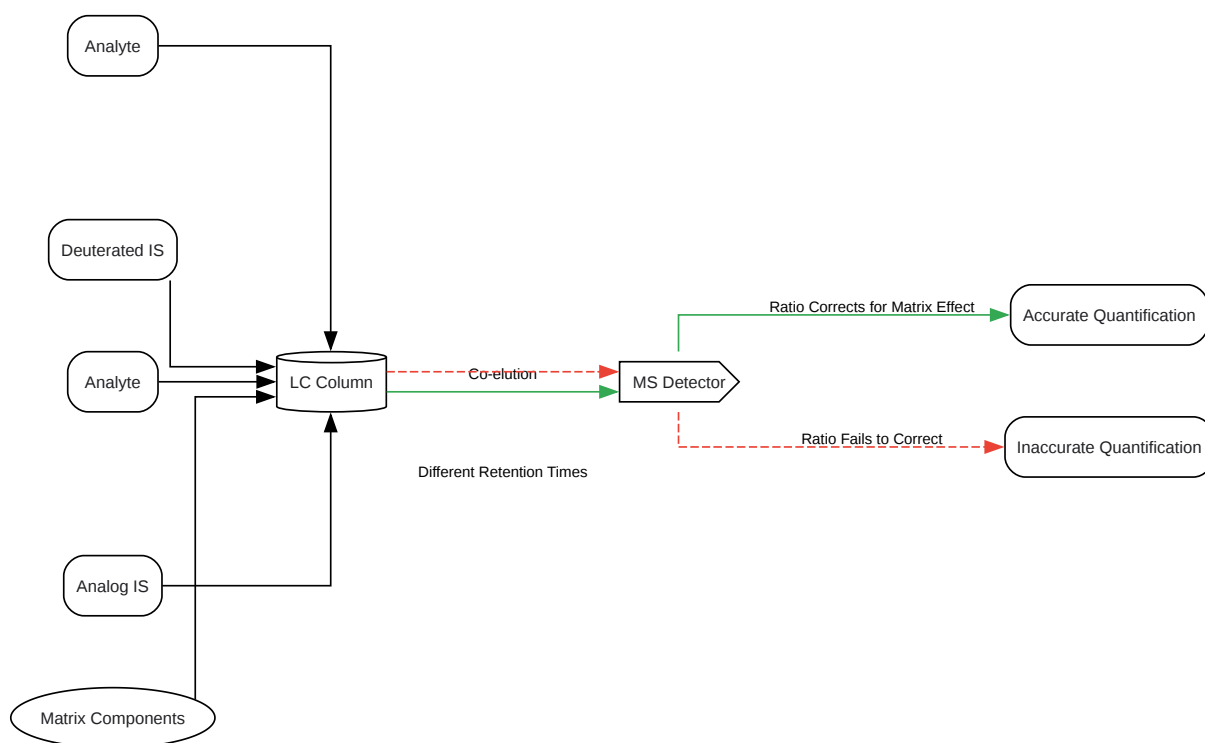 Analyte
Deuterated IS
Ratio Corrects for Matrix Effect
Accurate Quantification
Analyte
LC Column
Co-elution
MS Detector
Ratio Fails to Correct
Inaccurate Quantification
Different Retention Times
Analog IS
Matrix Components